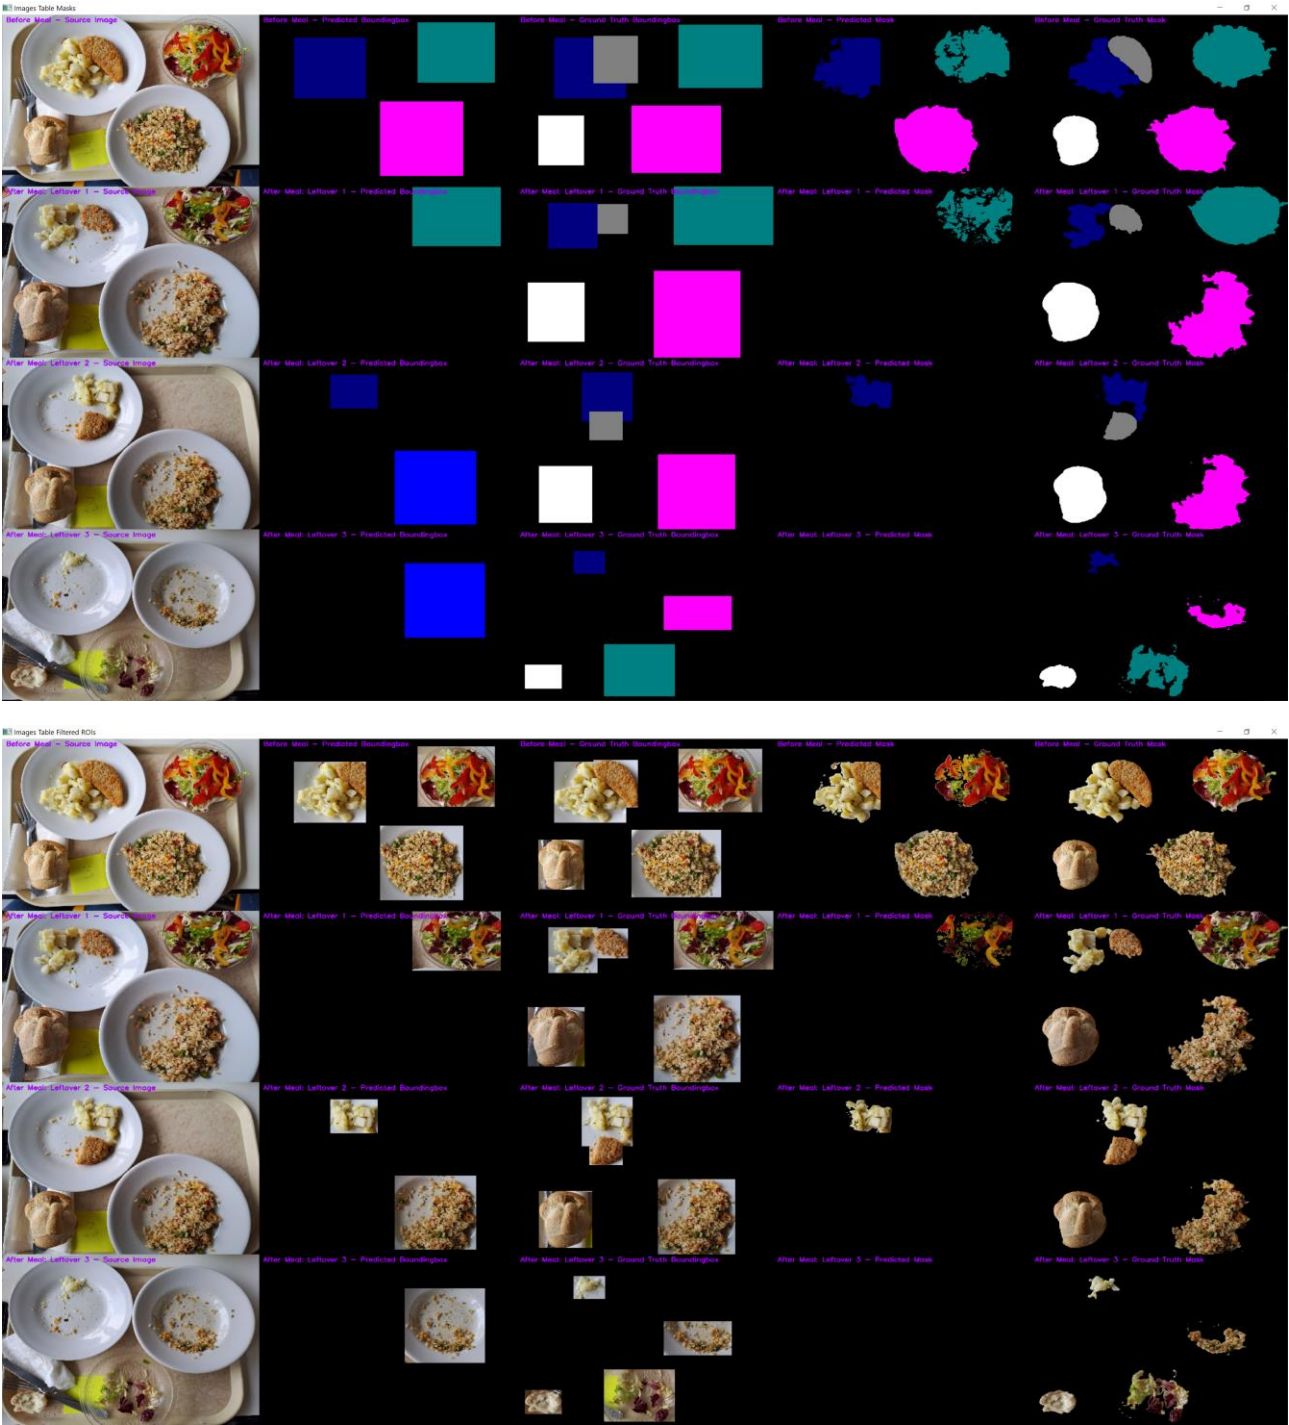 Images Table Masks
Before Meal - Source Image
Before Meal - Predicted Boundingbox
Before Meal - Ground Truth Boundingbox
Before Meal - Predicted Mask
Before Meal - Ground Truth Mask
After Meal: Leftover 1 - Source Image
After Meal: Leftover 1 - Predicted Boundingbox
After Meal: Leftover 1 - Ground Truth Boundingbox
After Meal: Leftover 1 - Predicted Mask
After Meal: Leftover 1 - Ground Truth Mask
After Meal: Leftover 2 - Source Image
After Meal: Leftover 2 - Predicted Boundingbox
After Meal: Leftover 2 - Ground Truth Boundingbox
After Meal: Leftover 2 - Predicted Mask
After Meal: Leftover 2 - Ground Truth Mask
After Meal: Leftover 3 - Source Image
After Meal: Leftover 3 - Predicted Boundingbox
After Meal: Leftover 3 - Ground Truth Boundingbox
After Meal: Leftover 3 - Predicted Mask
After Meal: Leftover 3 - Ground Truth Mask
Images Table Filtered ROIs
Before Meal - Source Image
Before Meal - Predicted Boundingbox
Before Meal - Ground Truth Boundingbox
Before Meal - Predicted Mask
Before Meal - Ground Truth Mask
After Meal: Leftover 1 - Source Image
After Meal: Leftover 1 - Predicted Boundingbox
After Meal: Leftover 1 - Ground Truth Boundingbox
After Meal: Leftover 1 - Predicted Mask
After Meal: Leftover 1 - Ground Truth Mask
After Meal: Leftover 2 - Source Image
After Meal: Leftover 2 - Predicted Boundingbox
After Meal: Leftover 2 - Ground Truth Boundingbox
After Meal: Leftover 2 - Predicted Mask
After Meal: Leftover 2 - Ground Truth Mask
After Meal: Leftover 3 - Source Image
After Meal: Leftover 3 - Predicted Boundingbox
After Meal: Leftover 3 - Ground Truth Boundingbox
After Meal: Leftover 3 - Predicted Mask
After Meal: Leftover 3 - Ground Truth Mask